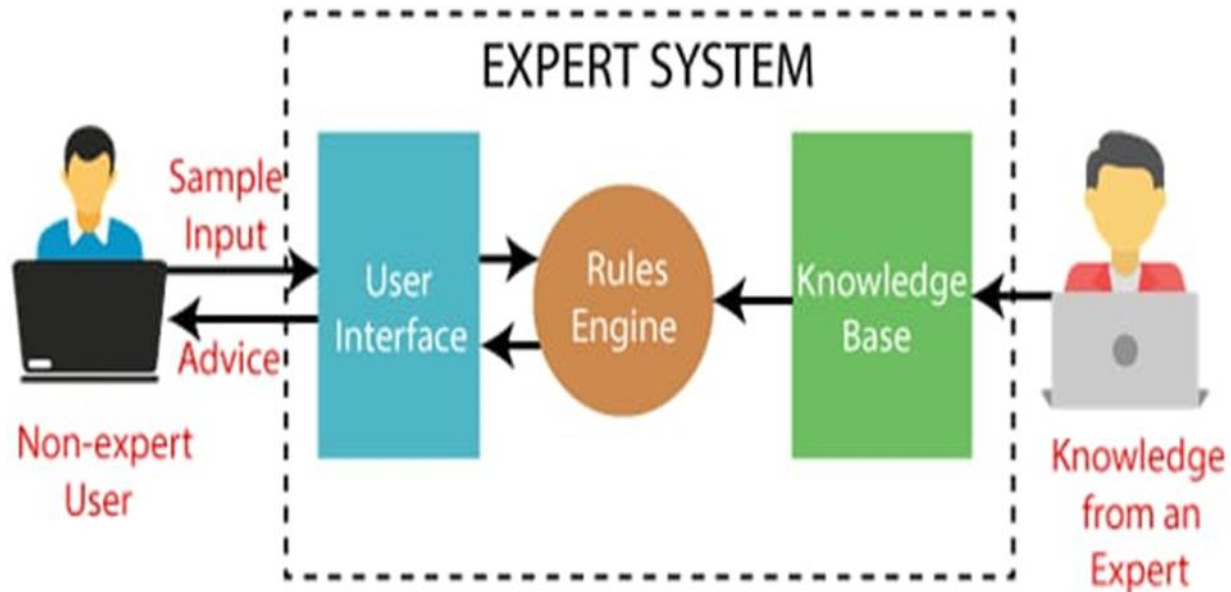 EXPERT SYSTEM
Sample
Input
Advice
Non-expert
User
User
Interface
Rules
Engine
Knowledge
Base
Knowledge
from an
Expert